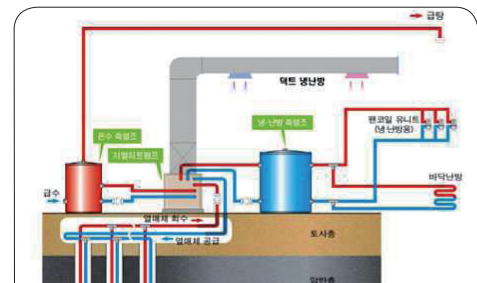 급탕
덕트 냉난방
팬코일 유니트
(냉·난방용)
냉·난방 축열조
온수 축열조
지열히트펌프
바닥난방
급수
열매체 회수
열매체 공급
토사층
암반층